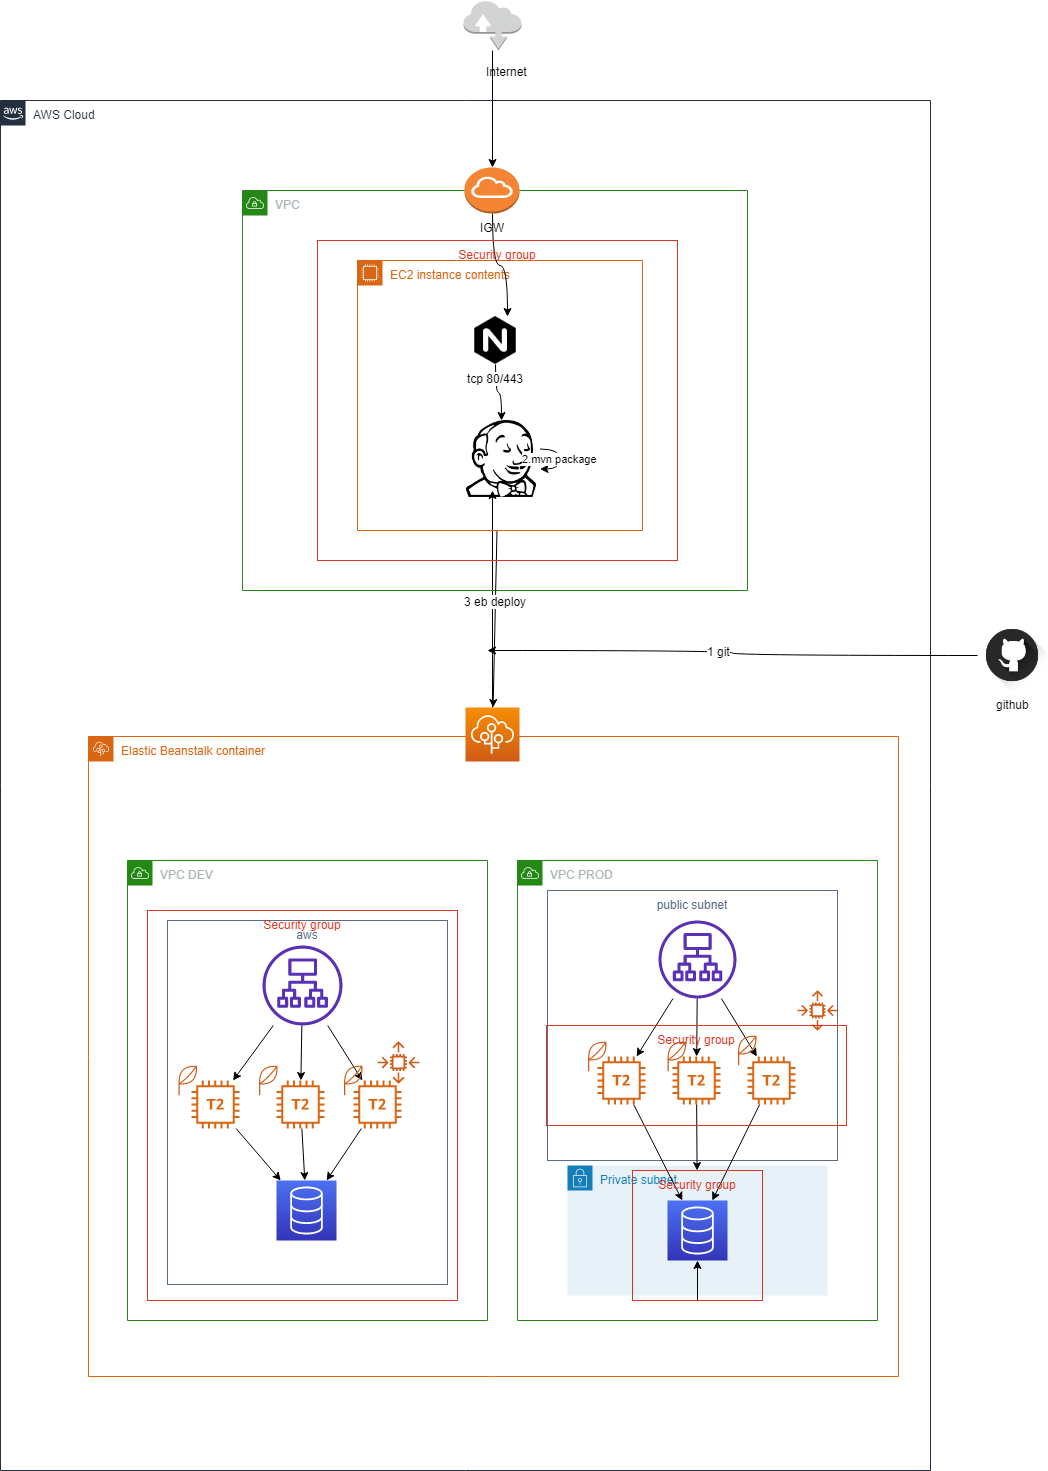 Internet
aws
AWS Cloud
VPC
IGW
Security group
EC2 instance contents
N
tcp 80/443
2.mvn package
3 eb deploy
1 git
github
Elastic Beanstalk container
VPC DEV
VPC PROD
public subnet
Security group
aws
Security group
T2
T2
T2
T2
T2
T2
Private subnet
Security group